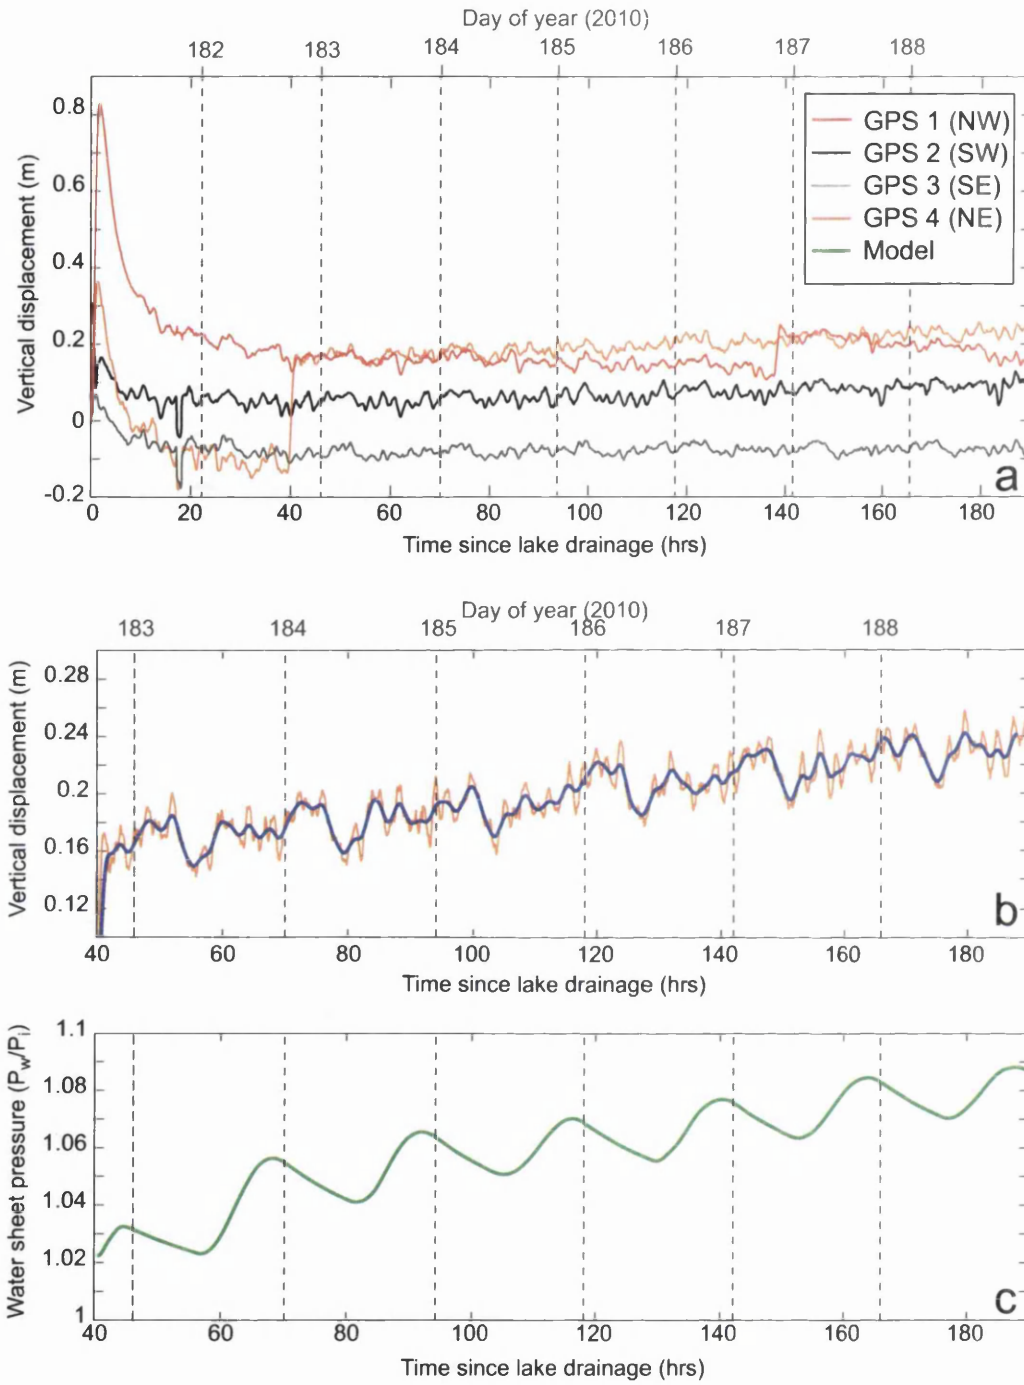 Day of year (2010)
182 183 184 185 186 187 188
0.8
0.6
0.4
0.2
0
-0.2
Vertical displacement (m)
GPS 1 (NW)
GPS 2 (SW)
GPS 3 (SE)
GPS 4 (NE)
Model
a
0 20 40 60 80 100 120 140 160 180
Time since lake drainage (hrs)
Day of year (2010)
183 184 185 186 187 188
0.28
0.24
0.2
0.16
0.12
Vertical displacement (m)
b
40 60 80 100 120 140 160 180
Time since lake drainage (hrs)
1.1
1.08
1.06
1.04
1.02
1
Water sheet pressure (Pw/Pi)
c
40 60 80 100 120 140 160 180
Time since lake drainage (hrs)